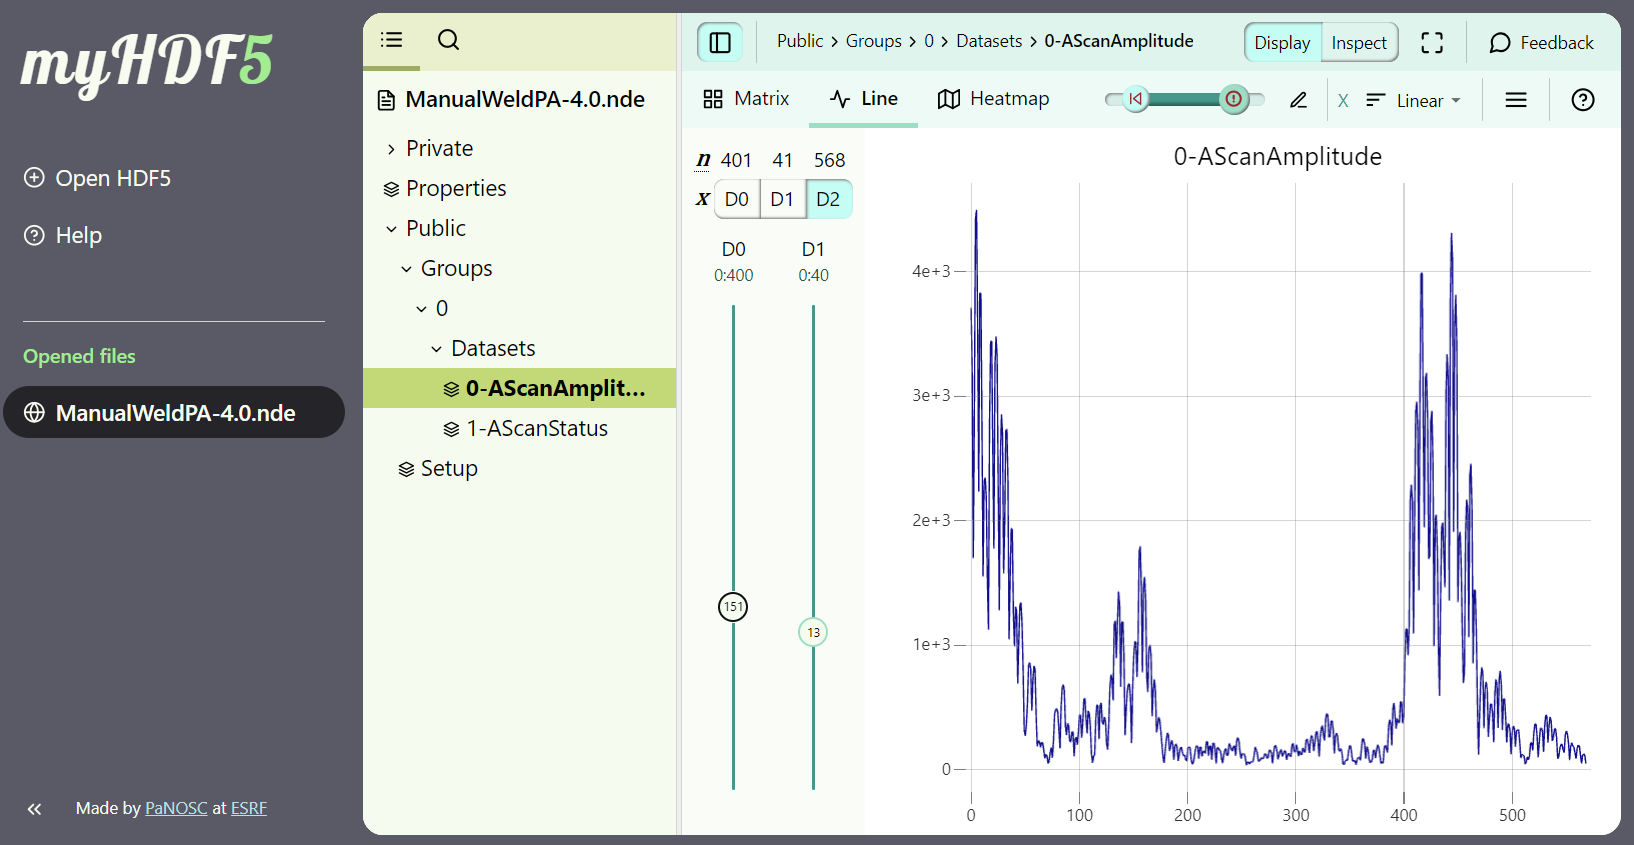 myHDF5
Open HDF5
Help
Opened files
ManualWeldPA-4.0.nde
Made by PaNOSC at ESRF
ManualWeldPA-4.0.nde
Private
Properties
Public
Groups
0
Datasets
0-AScanAmplit...
1-AScanStatus
Setup
Public > Groups > 0 > Datasets > 0-AScanAmplitude
Display Inspect
Feedback
Matrix Line Heatmap
X Linear
n 401 41 568
x D0 D1 D2
D0 D1
0:400 0:40
151
13
0-AScanAmplitude
4e+3
3e+3
2e+3
1e+3
0
0 100 200 300 400 500